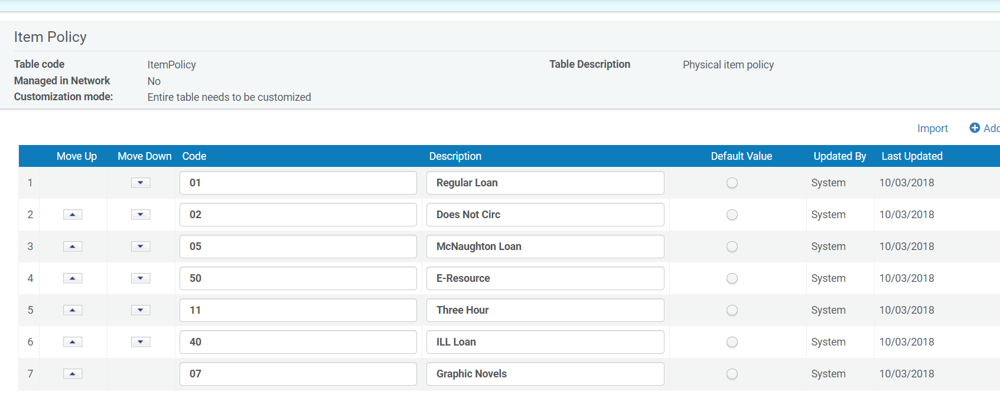 Item Policy
Table code ItemPolicy Table Description Physical item policy
Managed in Network No
Customization mode: Entire table needs to be customized
Import Add
Move Up Move Down Code Description Default Value Updated By Last Updated
1 01 Regular Loan System 10/03/2018
2 02 Does Not Circ System 10/03/2018
3 05 McNaughton Loan System 10/03/2018
4 50 E-Resource System 10/03/2018
5 11 Three Hour System 10/03/2018
6 40 ILL Loan System 10/03/2018
7 07 Graphic Novels System 10/03/2018